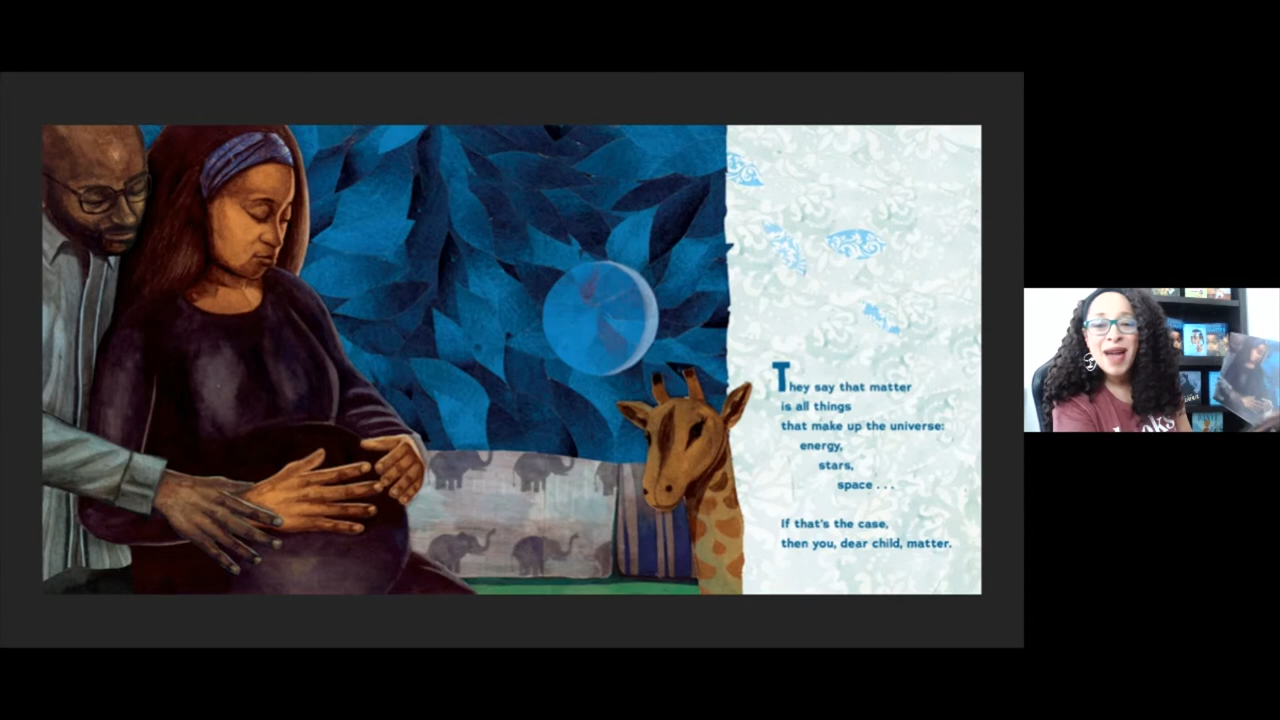 They say that matter
is all things
that make up the universe:
energy,
stars,
space . . .
If that's the case,
then you, dear child, matter.